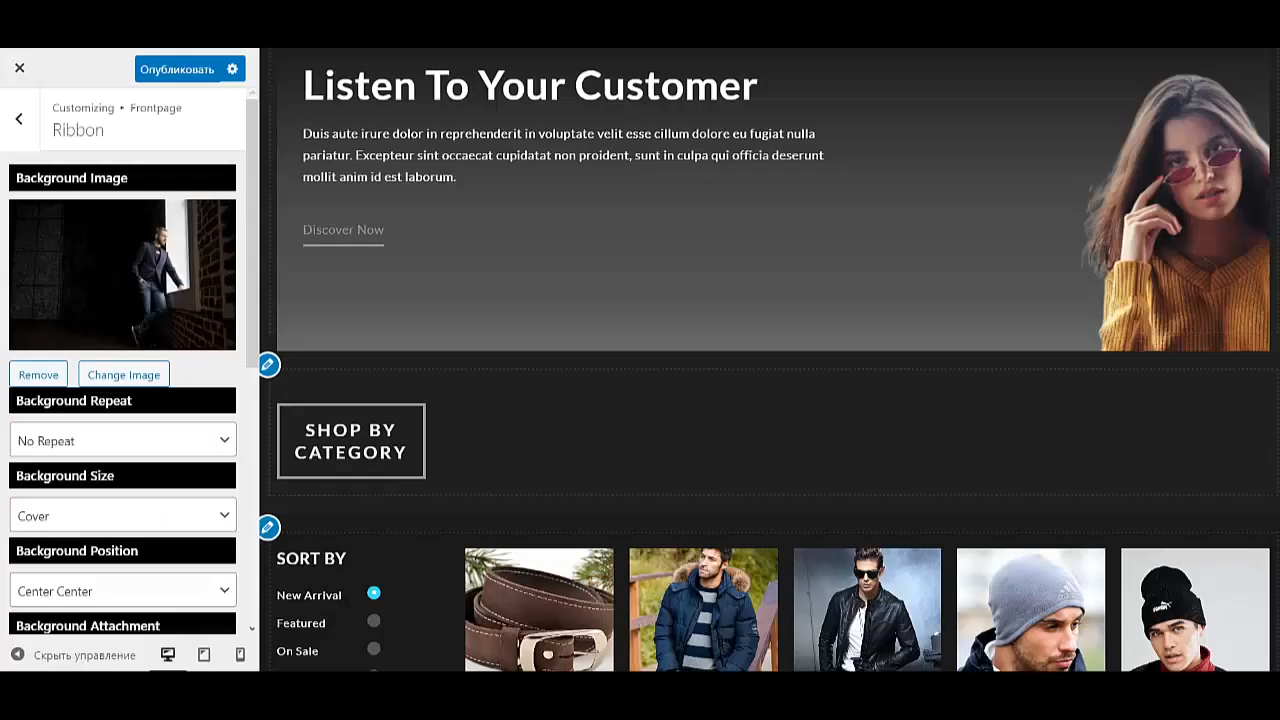 Опубликовать
Customizing ▸ Frontpage
Ribbon
Background Image
Remove
Change Image
Background Repeat
No Repeat
Background Size
Cover
Background Position
Center Center
Background Attachment
Скрыть управление
Listen To Your Customer
Duis aute irure dolor in reprehenderit in voluptate velit esse cillum dolore eu fugiat nulla
pariatur. Excepteur sint occaecat cupidatat non proident, sunt in culpa qui officia deserunt
mollit anim id est laborum.
Discover Now
SHOP BY
CATEGORY
SORT BY
New Arrival
Featured
On Sale
adidas
PUMA